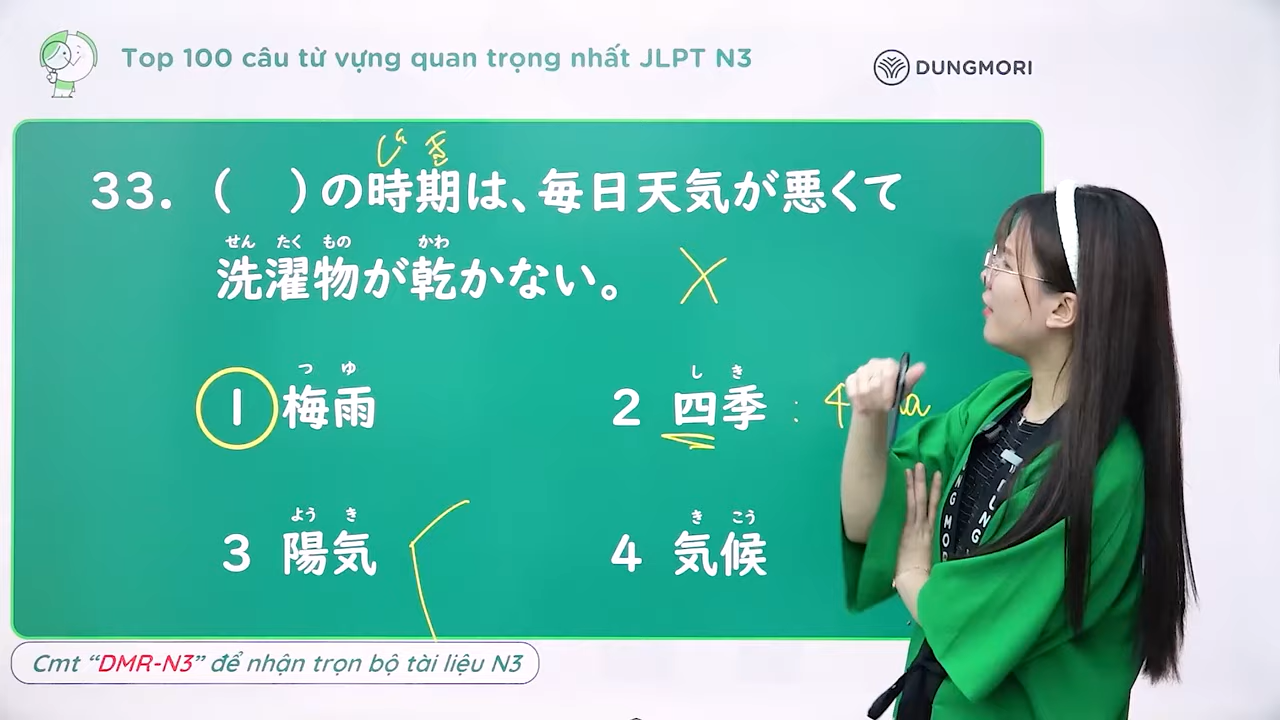 Top 100 câu từ vựng quan trọng nhất JLPT N3
DUNGMORI
じき
33. ( )の時期は、毎日天気が悪くて
せん たく もの かわ
洗濯物が乾かない。 X
つ ゆ
1 梅雨
し き
2 四季 : 4
よう き
3 陽気
き こう
4 気候
Cmt “DMR-N3” để nhận trọn bộ tài liệu N3